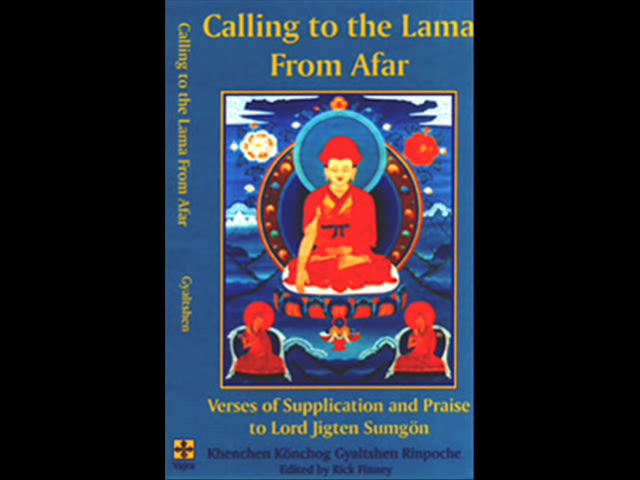 Calling to the Lama From Afar
Gyaltshen
Vajra
Calling to the Lama
From Afar
Verses of Supplication and Praise
to Lord Jigten Sumgön
Khenchen Könchog Gyaltshen Rinpoche
Edited by Rick Finney